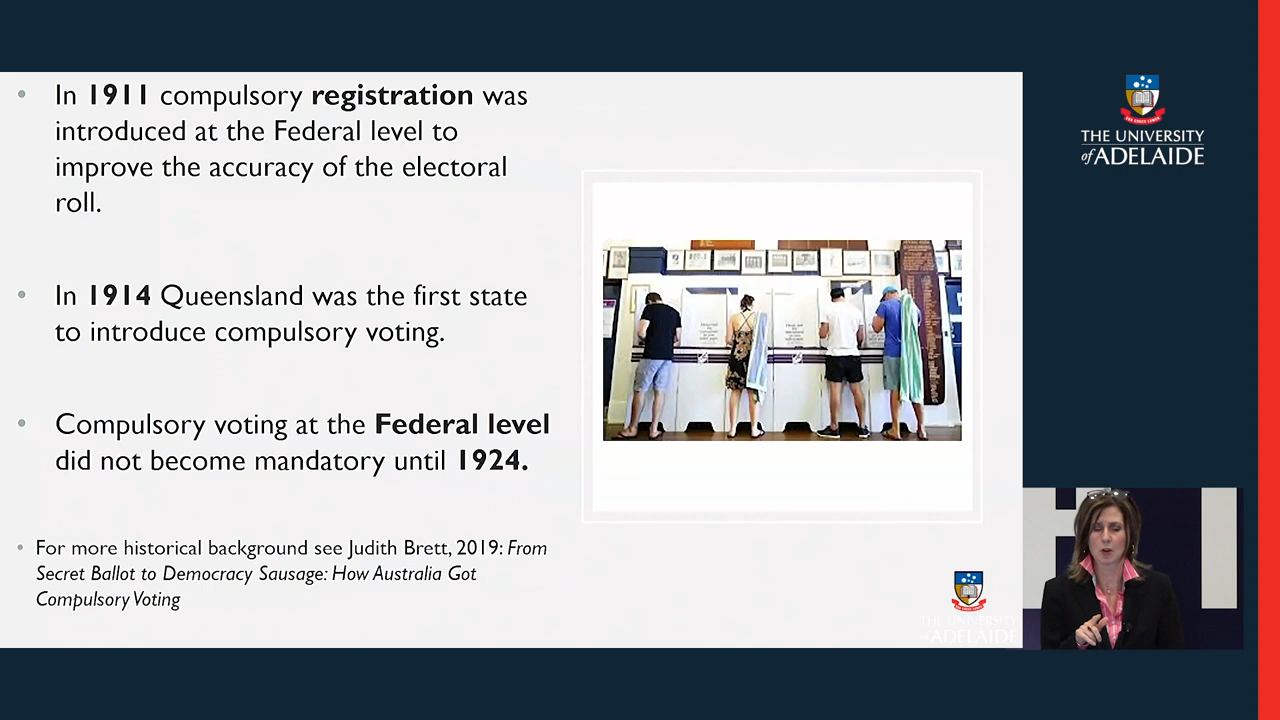 In 1911 compulsory registration was
introduced at the Federal level to
improve the accuracy of the electoral
roll.
In 1914 Queensland was the first state
to introduce compulsory voting.
Compulsory voting at the Federal level
did not become mandatory until 1924.
For more historical background see Judith Brett, 2019: From
Secret Ballot to Democracy Sausage: How Australia Got
Compulsory Voting
THE UNIVERSITY
of ADELAIDE
THE UNIVERSITY
ADELAIDE